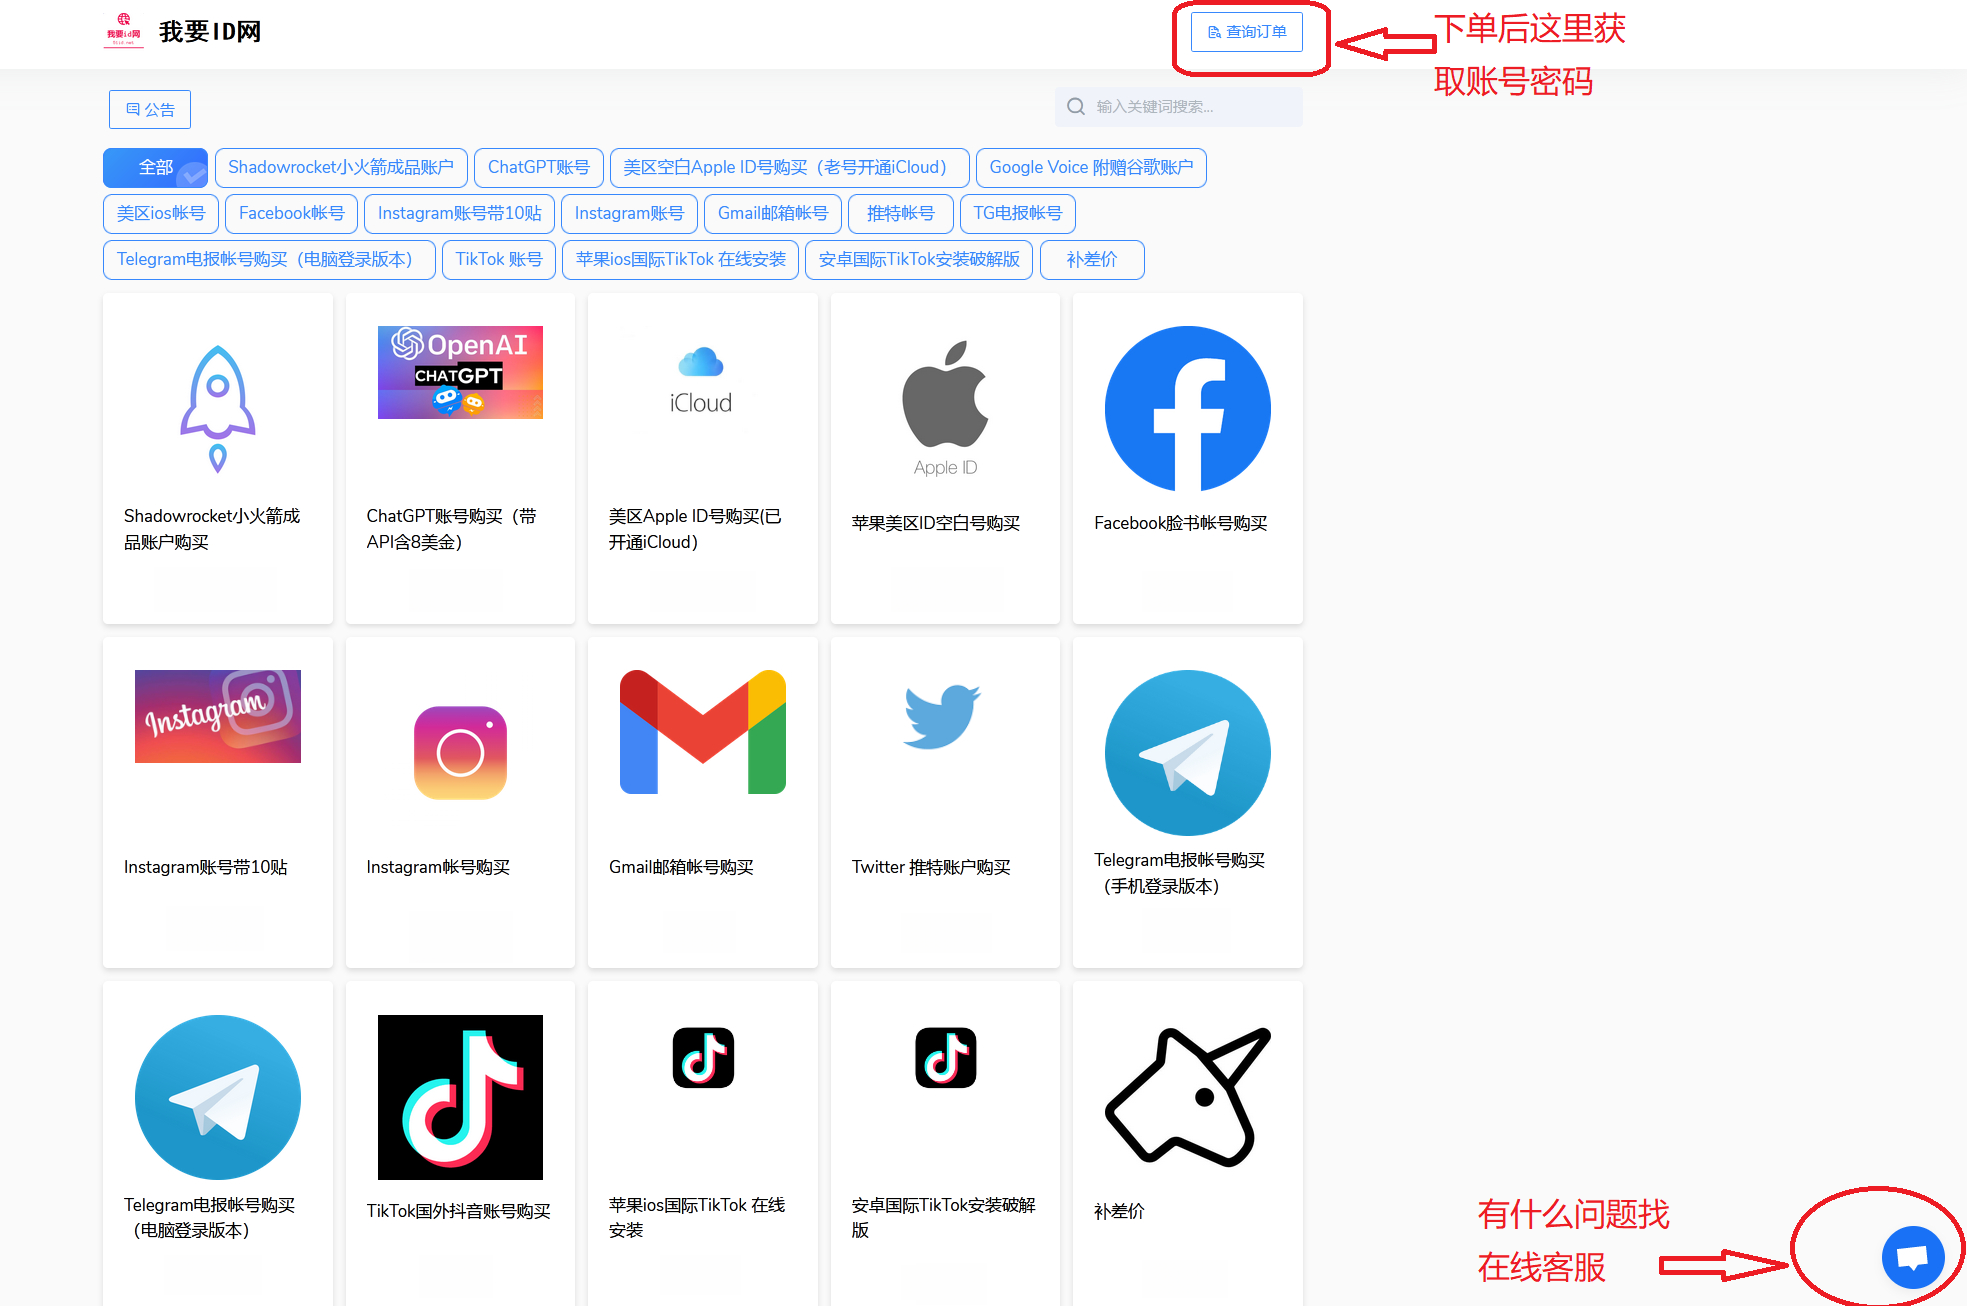 我要id网
我要ID网
查询订单
下单后这里获
取账号密码
公告
输入关键词搜索...
全部
Shadowrocket小火箭成品账户
ChatGPT账号
美区空白Apple ID号购买（老号开通iCloud）
Google Voice 附赠谷歌账户
美区ios帐号
Facebook帐号
Instagram账号带10贴
Instagram账号
Gmail邮箱帐号
推特帐号
TG电报帐号
Telegram电报帐号购买（电脑登录版本）
TikTok 账号
苹果ios国际TikTok 在线安装
安卓国际TikTok安装破解版
补差价
OpenAI
CHATGPT
iCloud
Apple ID
Shadowrocket小火箭成
品账户购买
ChatGPT账号购买（带
API含8美金）
美区Apple ID号购买(已
开通iCloud）
苹果美区ID空白号购买
Facebook脸书帐号购买
Instagram
Instagram账号带10贴
Instagram帐号购买
Gmail邮箱帐号购买
Twitter 推特账户购买
Telegram电报帐号购买
（手机登录版本）
Telegram电报帐号购买
（电脑登录版本）
TikTok国外抖音账号购买
苹果ios国际TikTok 在线
安装
安卓国际TikTok安装破解
版
补差价
有什么问题找
在线客服